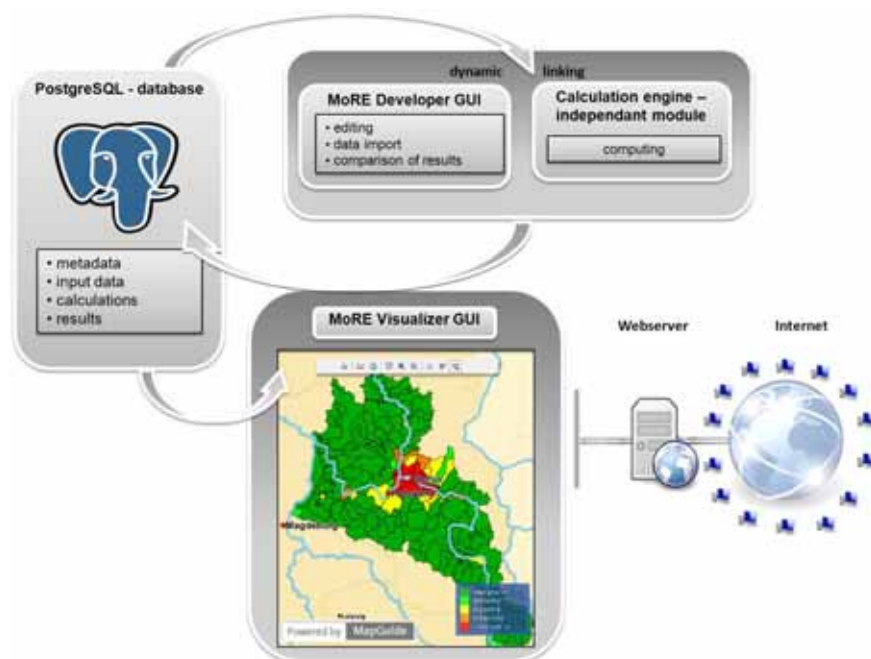 PostgreSQL - database
• metadata
• input data
• calculations
• results
dynamic linking
MoRE Developer GUI
• editing
• data import
• comparison of results
Calculation engine –
independant module
computing
MoRE Visualizer GUI
Magdeburg
Powered by MapGuide
Webserver
Internet